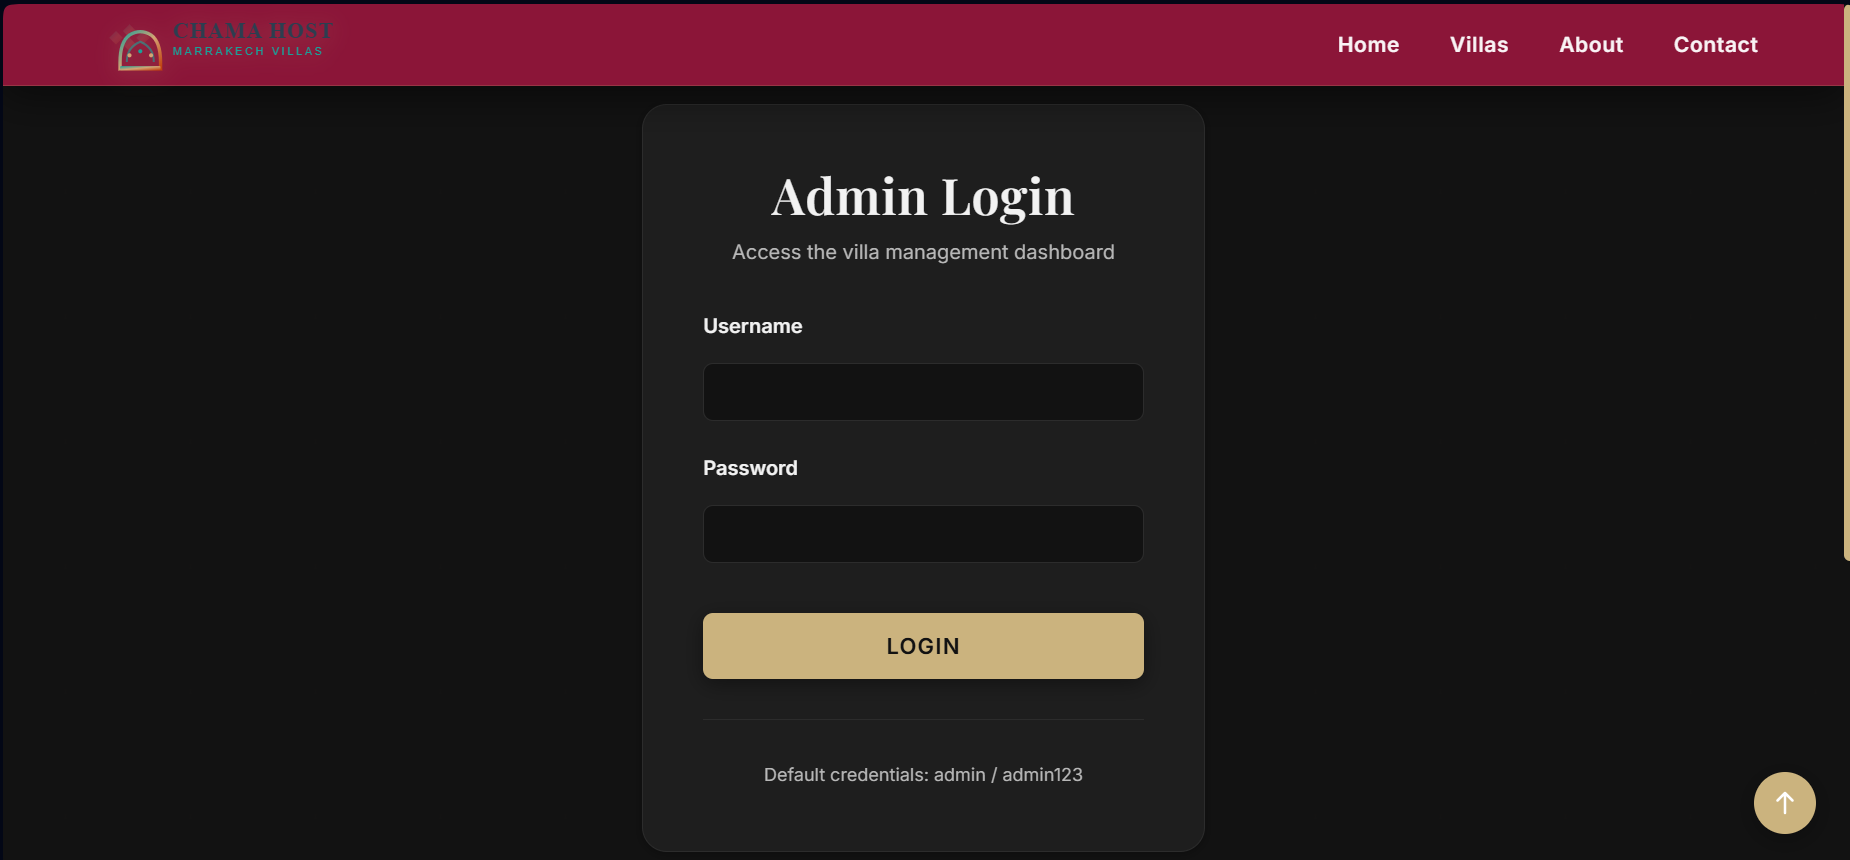 CHAMA HOST
MARRAKECH VILLAS
Home Villas About Contact
Admin Login
Access the villa management dashboard
Username
Password
LOGIN
Default credentials: admin / admin123